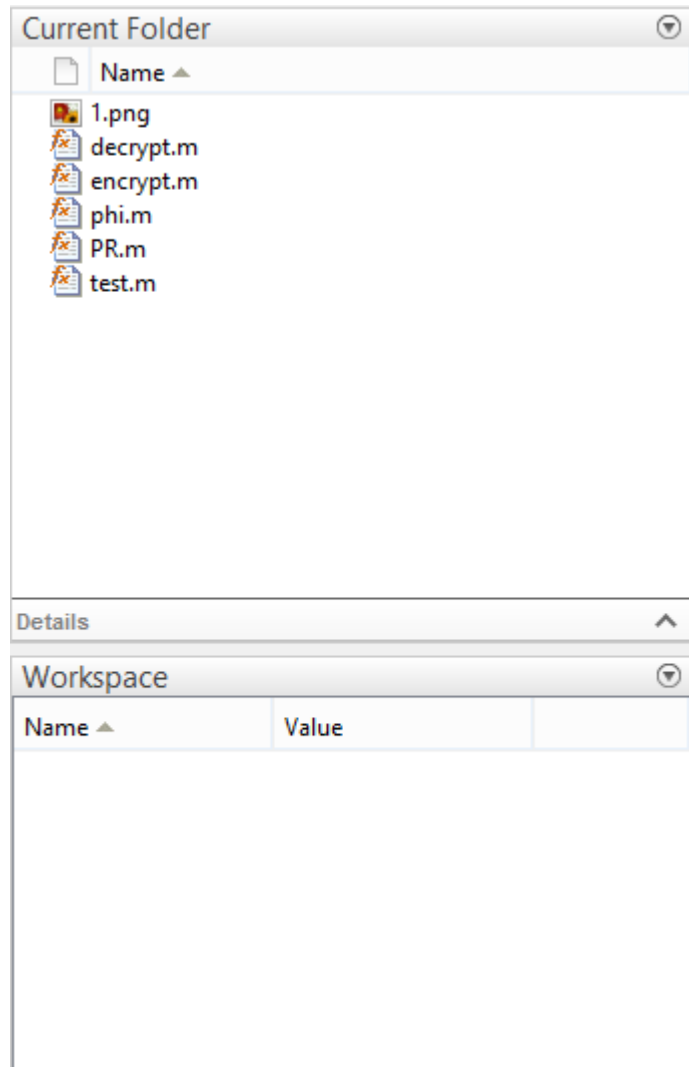 Current Folder
Name
1.png
decrypt.m
encrypt.m
phi.m
PR.m
test.m
Details
Workspace
Name Value